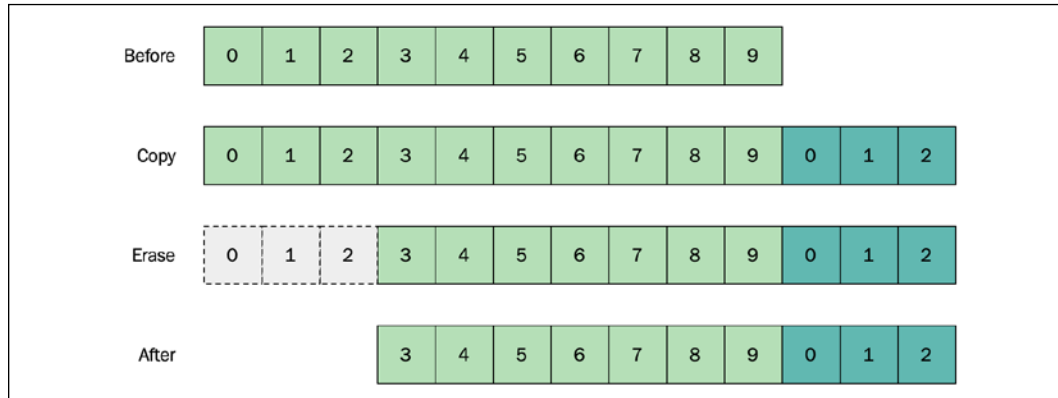 Before 0 1 2 3 4 5 6 7 8 9
Copy 0 1 2 3 4 5 6 7 8 9 0 1 2
Erase 0 1 2 3 4 5 6 7 8 9 0 1 2
After 3 4 5 6 7 8 9 0 1 2